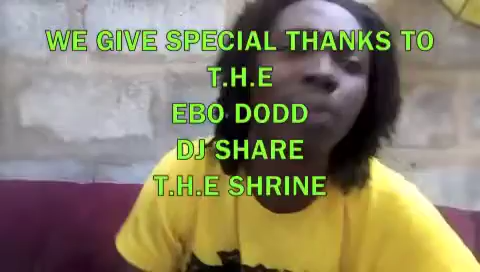 WE GIVE SPECIAL THANKS TO
T.H.E
EBO DODD
DJ SHARE
T.H.E SHRINE